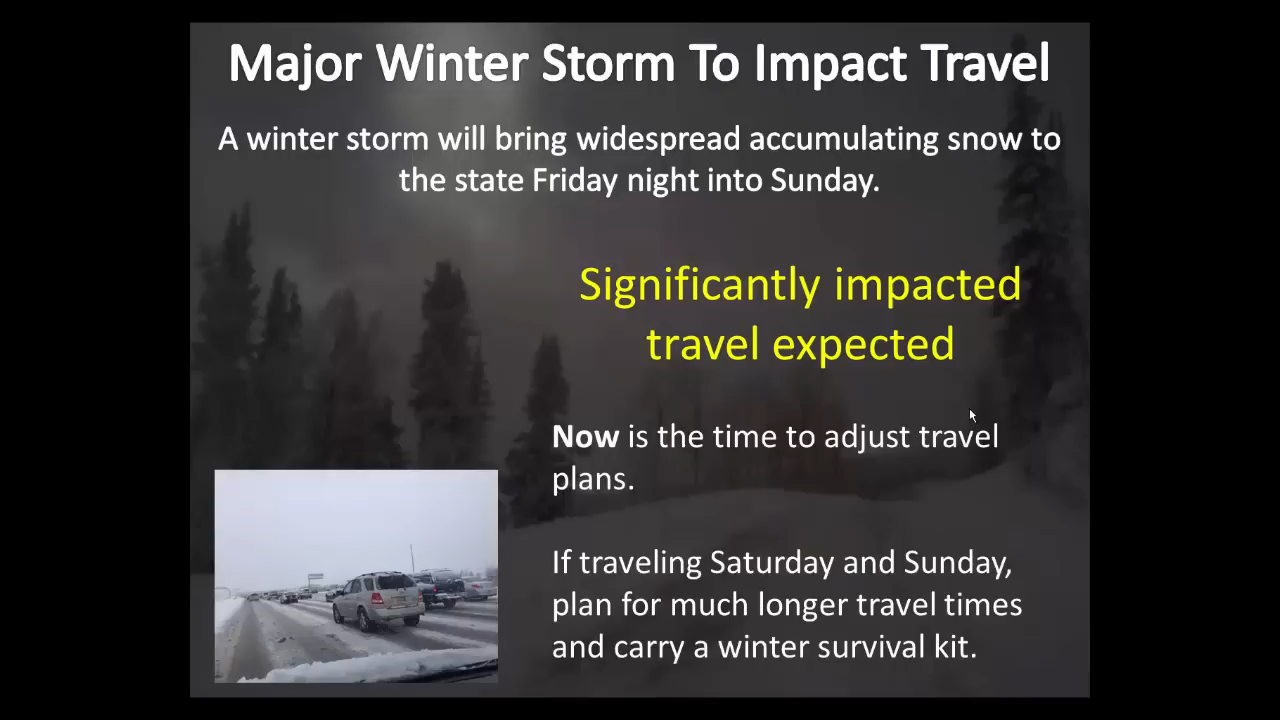 Major Winter Storm To Impact Travel
A winter storm will bring widespread accumulating snow to
the state Friday night into Sunday.
Significantly impacted
travel expected
Now is the time to adjust travel
plans.
If traveling Saturday and Sunday,
plan for much longer travel times
and carry a winter survival kit.